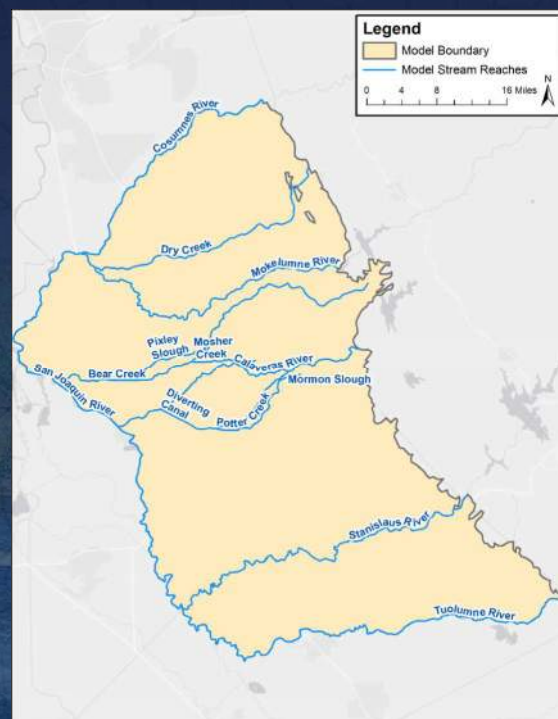 Legend
Model Boundary
Model Stream Reaches
0 4 8 16 Miles
N
Cosumnes River
Dry Creek
Mokelumne River
Pixley
Slough
Mosher
Creek
Bear Creek
Calaveras River
San Joaquin River
Mormon Slough
Diverting
Canal
Potter Creek
Stanislaus River
Tuolumne River